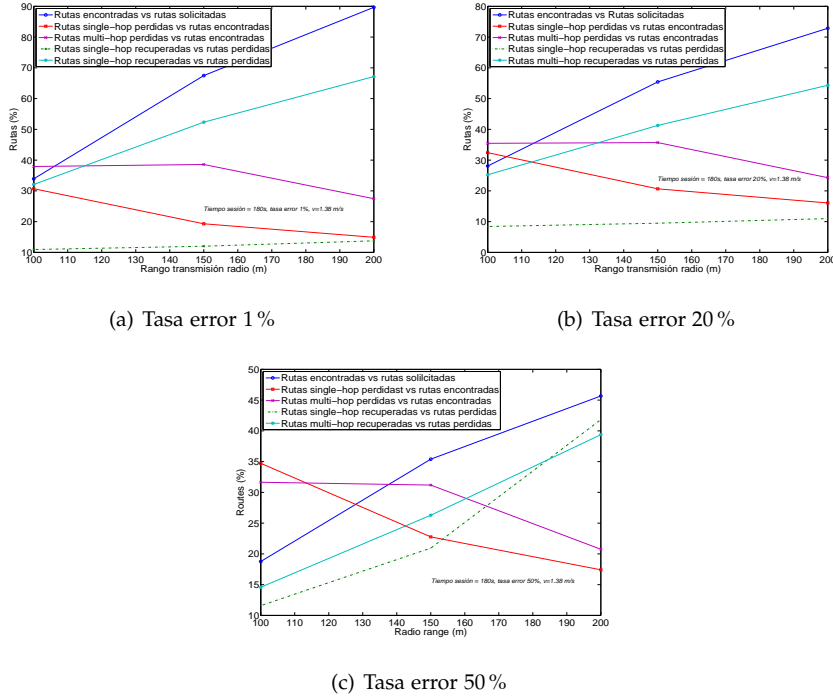 Rutas encontradas vs rutas solicitadas
Rutas single-hop perdidas vs rutas encontradas
Rutas multi-hop perdidas vs rutas encontradas
Rutas single-hop recuperadas vs rutas perdidas
Rutas single-hop recuperadas vs rutas perdidas
90
80
70
60
50
40
30
20
10
Rutas (%)
Tiempo sesión = 180s, tasa error 1%, v=1.38 m/s
100 110 120 130 140 150 160 170 180 190 200
Rango transmisión radio (m)
(a) Tasa error 1 %
Rutas encontradas vs Rutas solicitadas
Rutas single-hop perdidas vs rutas encontradas
Rutas multi-hop perdidas vs rutas encontradas
Rutas single-hop recuperadas vs rutas perdidas
Rutas single-hop recuperadas vs rutas perdidas
80
70
60
50
40
30
20
10
0
Rutas (%)
Tiempo sesión = 180s, tasa error 20%, v=1.38 m/s
100 110 120 130 140 150 160 170 180 190 200
Rango transmisión radio (m)
(b) Tasa error 20 %
Rutas encontradas vs rutas solilcitadas
Rutas single-hop perdidast vs rutas encontradas
Rutas multi-hop perdidas vs rutas encontradas
Rutas single-hop recuperadas vs rutas perdidas
Rutas multi-hop recuperadas vs rutas perdidas
50
45
40
35
30
25
20
15
10
Routes (%)
Tiempo sesión = 180s, tasa error 50%, v=1.38 m/s
100 110 120 130 140 150 160 170 180 190 200
Radio range (m)
(c) Tasa error 50 %